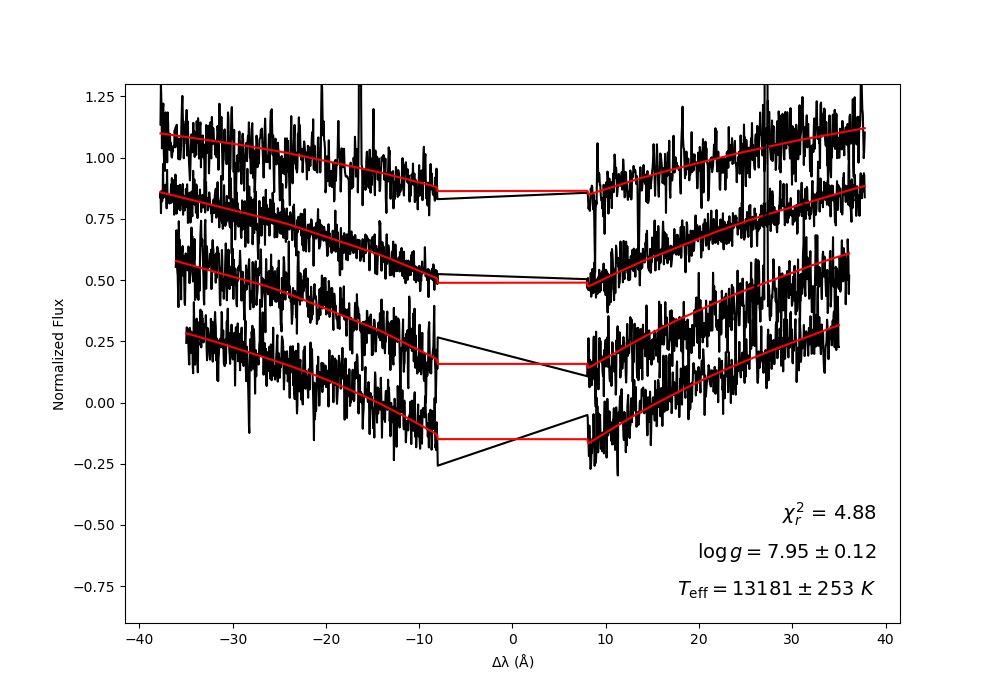 1.25
1.00
0.75
0.50
0.25
0.00
−0.25
−0.50
−0.75
Normalized Flux
χ²ᵣ = 4.88
log g = 7.95 ± 0.12
T_eff = 13181 ± 253 K
−40 −30 −20 −10 0 10 20 30 40
Δλ (Å)